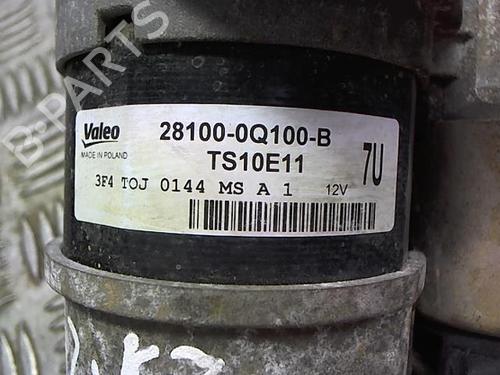 B-PARTS
Valeo
MADE IN POLAND
28100-0Q100-B
TS10E11
7U
3F4 TOJ 0144 MS A 1 12V